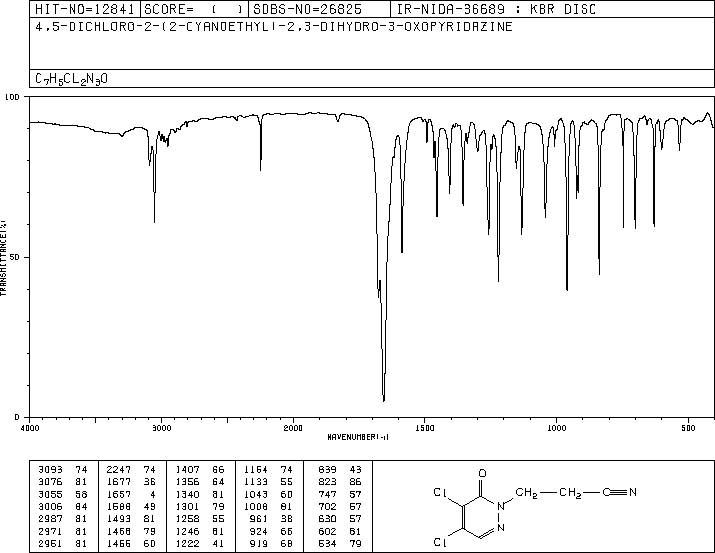 HIT-NO=12841 SCORE= ( ) SDBS-NO=26825 IR-NIDA-36689 : KBR DISC
4,5-DICHLORO-2-(2-CYANOETHYL)-2,3-DIHYDRO-3-OXOPYRIDAZINE
C7H5CL2N3O
100
50
0
TRANSMITTANCE(%)
4000 3000 2000 1500 1000 500
WAVENUMBER(-1)
3093 74 2247 74 1407 66 1164 74 839 43
3076 81 1677 36 1356 64 1133 55 823 86
3055 58 1657 4 1340 81 1043 60 747 57
3006 84 1588 49 1301 79 1008 81 702 57
2987 81 1493 81 1258 55 961 38 630 57
2971 81 1468 79 1246 81 924 66 602 81
2961 81 1456 60 1222 41 919 68 534 79
O
Cl N CH2 CH2 C N
Cl N